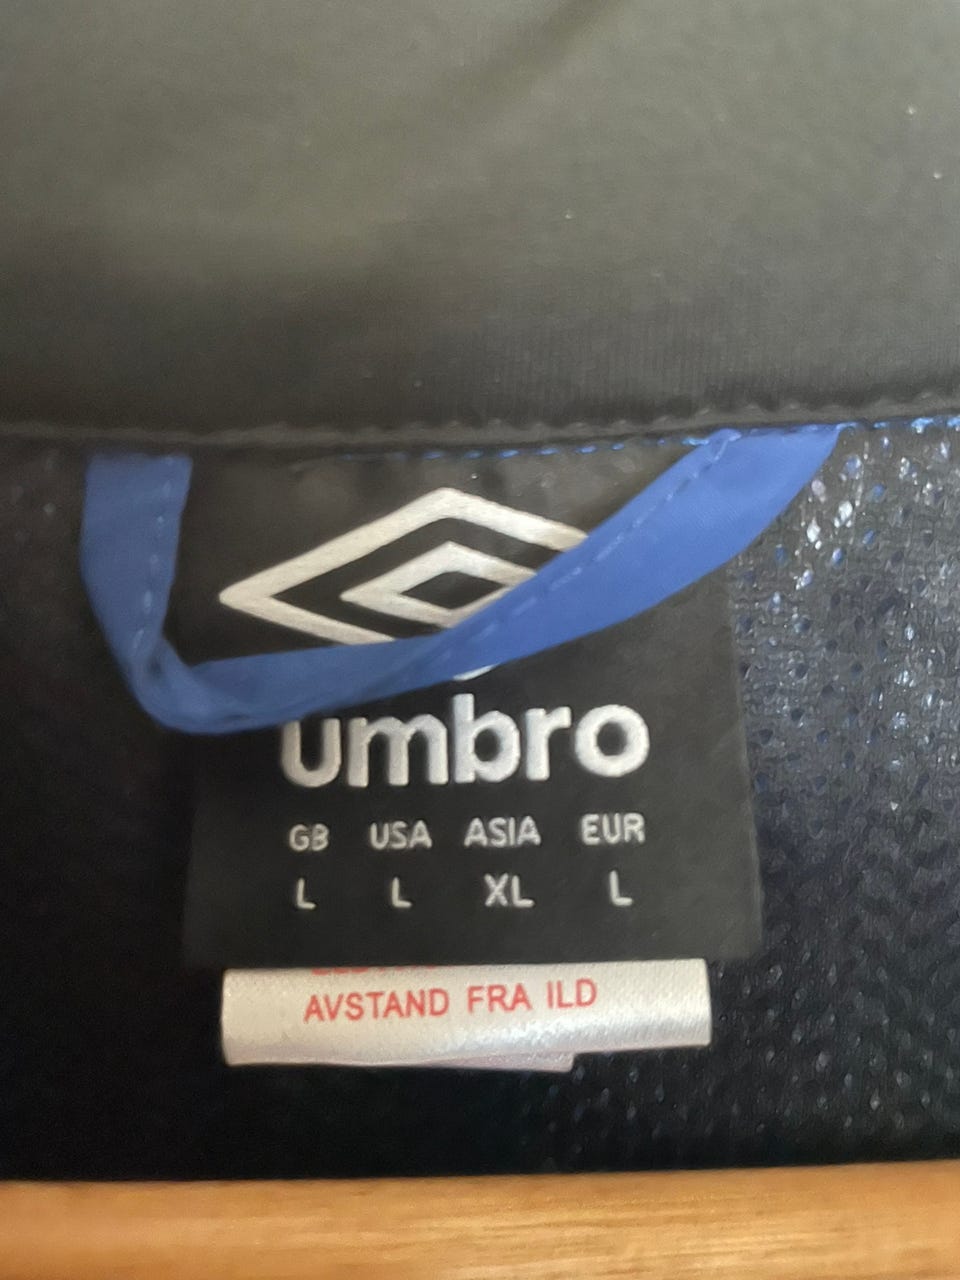 umbro
GB USA ASIA EUR
L L XL L
AVSTAND FRA ILD